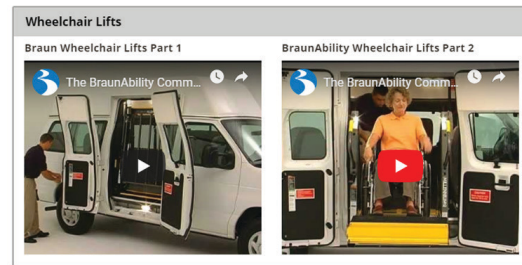 Wheelchair Lifts
Braun Wheelchair Lifts Part 1
BraunAbility Wheelchair Lifts Part 2
The BraunAbility Comm...
The BraunAbility Comm...